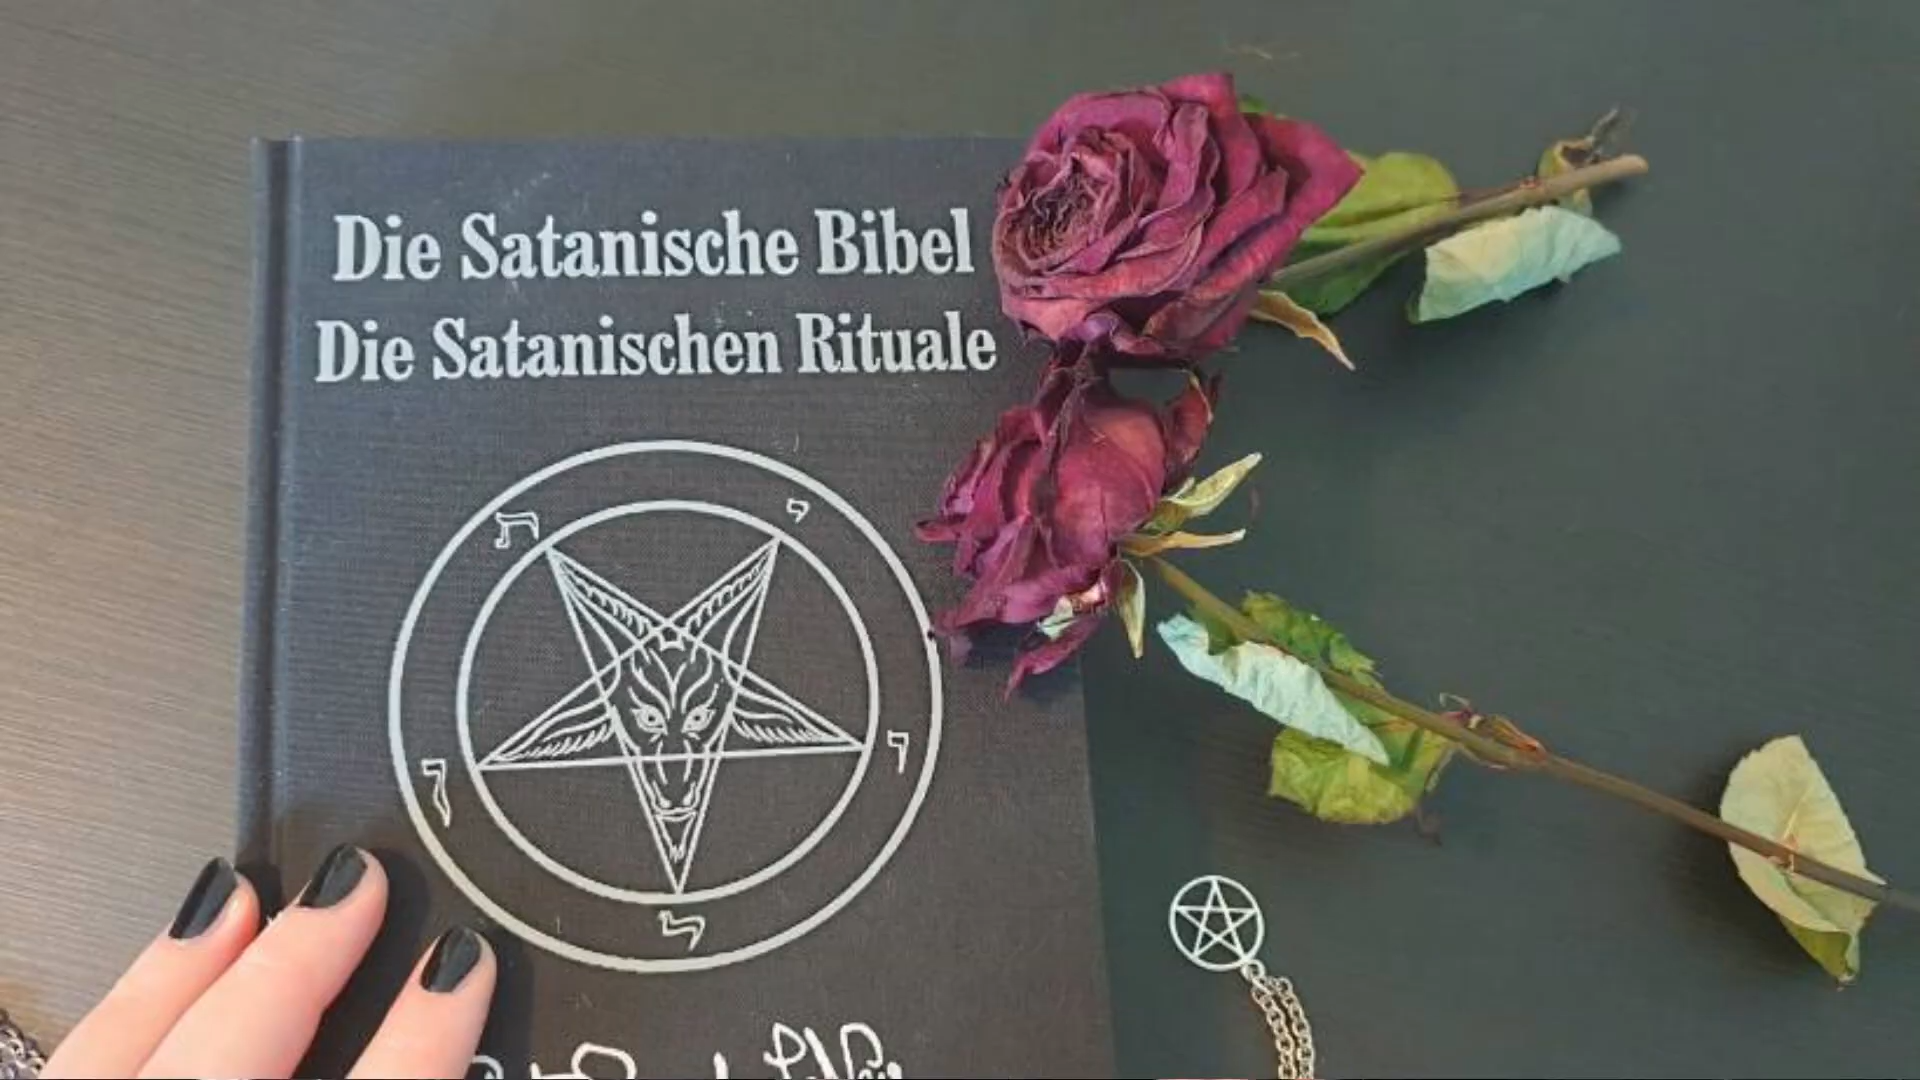 Die Satanische Bibel
Die Satanischen Rituale
ת
י
ן
ו
ל